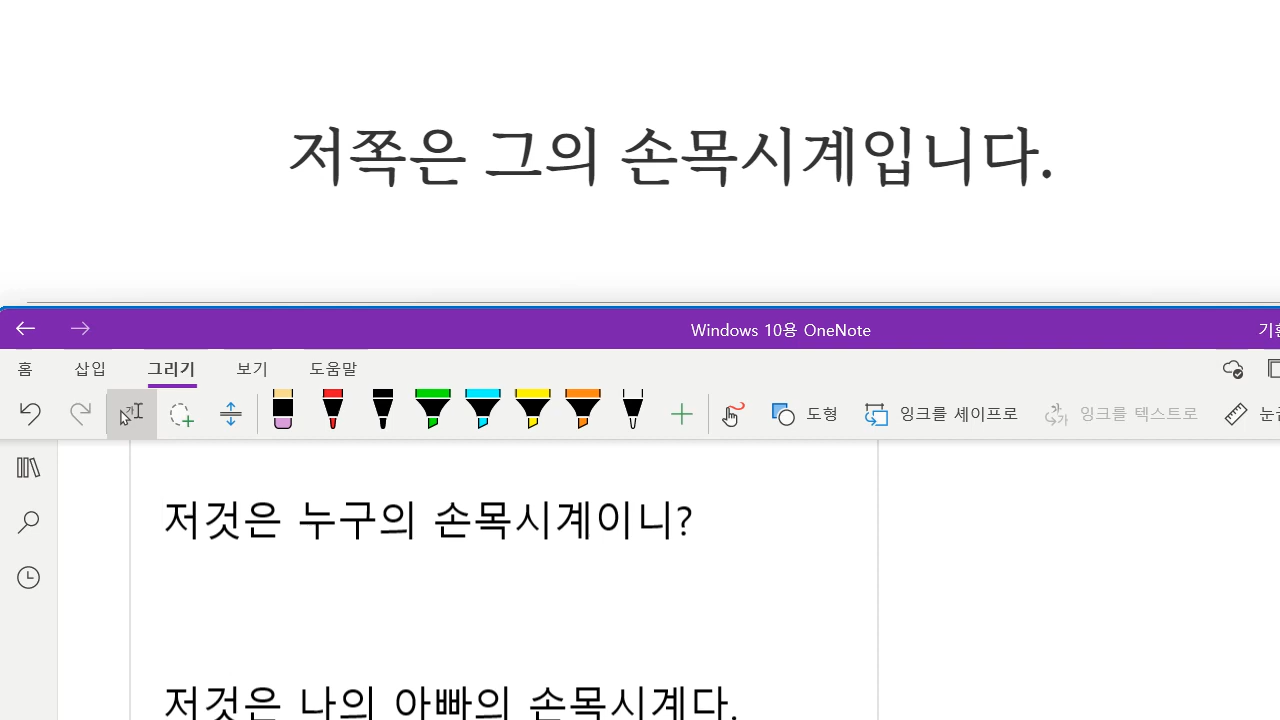 저쪽은 그의 손목시계입니다.
Windows 10용 OneNote
홈 삽입 그리기 보기 도움말
도형 잉크를 셰이프로 잉크를 텍스트로
저것은 누구의 손목시계이니?
저것은 나의 아빠의 손목시계다.